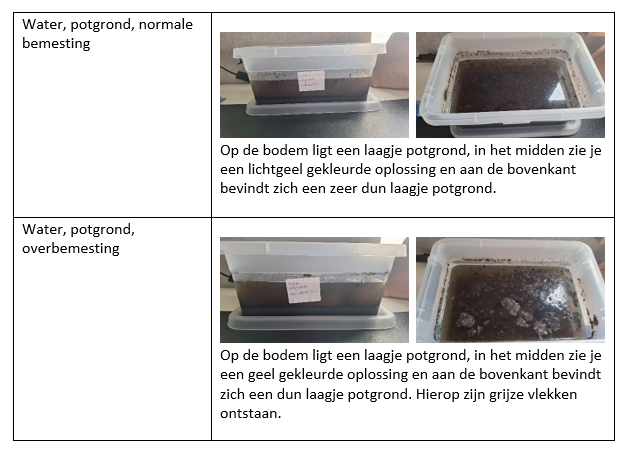 Water, potgrond, normale
bemesting
Op de bodem ligt een laagje potgrond, in het midden zie je
een lichtgeel gekleurde oplossing en aan de bovenkant
bevindt zich een zeer dun laagje potgrond.
Water, potgrond,
overbemesting
Op de bodem ligt een laagje potgrond, in het midden zie je
een geel gekleurde oplossing en aan de bovenkant bevindt
zich een dun laagje potgrond. Hierop zijn grijze vlekken
ontstaan.